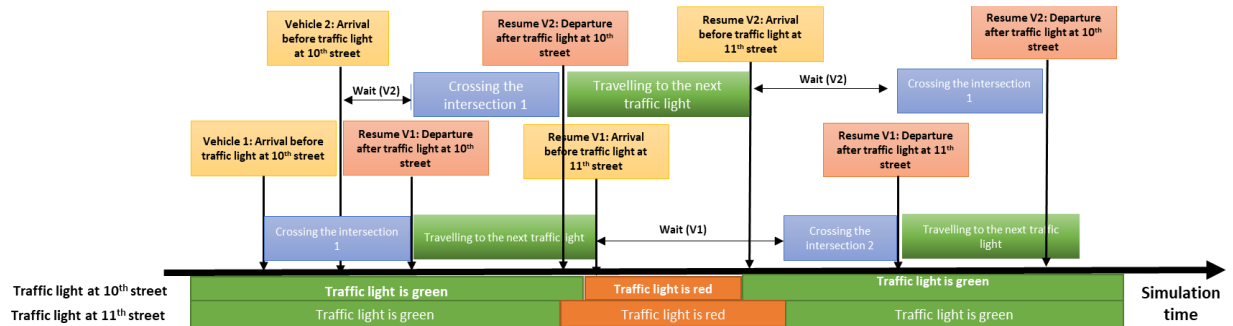 Vehicle 2: Arrival
before traffic light
at 10th street
Resume V2: Departure
after traffic light at 10th
street
Resume V2: Arrival
before traffic light at
11th street
Resume V2: Departure
after traffic light at 10th
street
Wait (V2)
Crossing the
intersection 1
Travelling to the next
traffic light
Wait (V2)
Crossing the intersection
1
Vehicle 1: Arrival before
traffic light at 10th street
Resume V1: Departure
after traffic light at 10th
street
Resume V1: Arrival
before traffic light at
11th street
Resume V1: Departure
after traffic light at 11th
street
Crossing the intersection
1
Travelling to the next traffic light
Wait (V1)
Crossing the
intersection 2
Travelling to the next traffic
light
Traffic light at 10th street
Traffic light is green
Traffic light is red
Traffic light is green
Traffic light at 11th street
Traffic light is green
Traffic light is red
Traffic light is green
Simulation
time